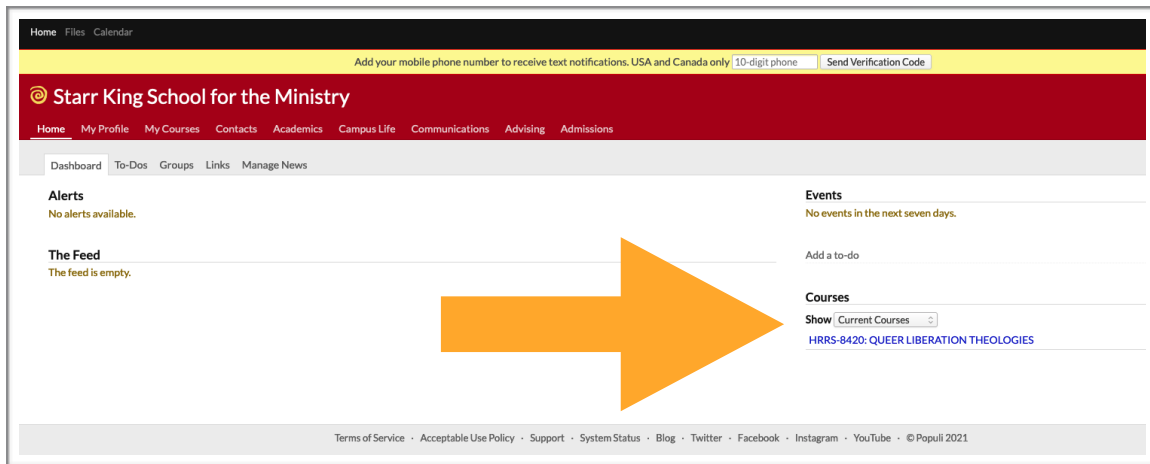 Home Files Calendar
Add your mobile phone number to receive text notifications. USA and Canada only 10-digit phone Send Verification Code
Starr King School for the Ministry
Home My Profile My Courses Contacts Academics Campus Life Communications Advising Admissions
Dashboard To-Dos Groups Links Manage News
Alerts
No alerts available.
The Feed
The feed is empty.
Events
No events in the next seven days.
Add a to-do
Courses
Show Current Courses
HRRS-8420: QUEER LIBERATION THEOLOGIES
Terms of Service · Acceptable Use Policy · Support · System Status · Blog · Twitter · Facebook · Instagram · YouTube · © Populi 2021